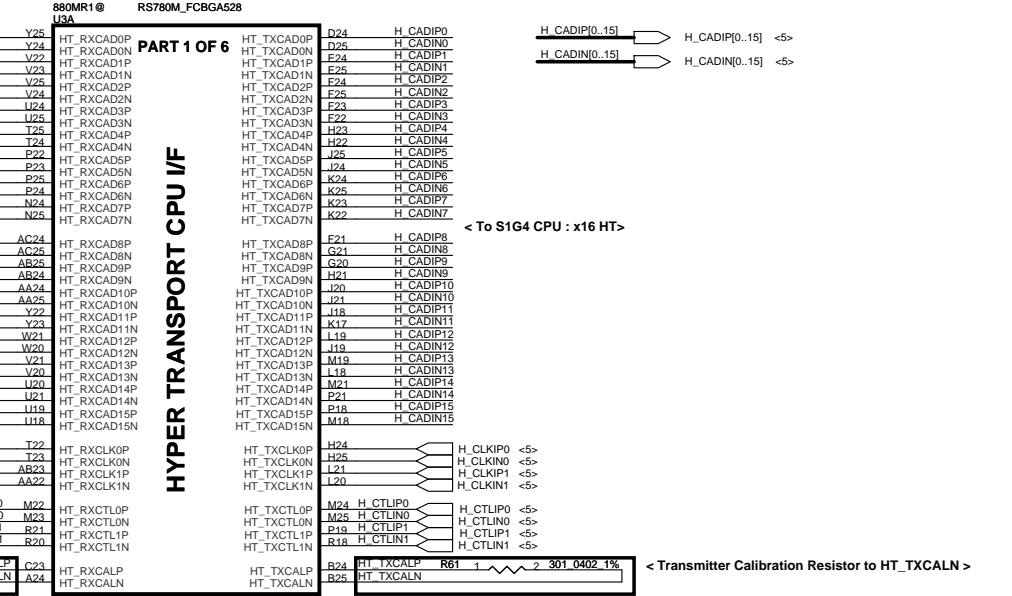 880MR1@ RS780M_FCBGA528
U3A
PART 1 OF 6
HYPER TRANSPORT CPU I/F
Y25 HT_RXCAD0P HT_TXCAD0P D24 H_CADIP0
Y24 HT_RXCAD0N HT_TXCAD0N D25 H_CADIN0
V22 HT_RXCAD1P HT_TXCAD1P E24 H_CADIP1
V23 HT_RXCAD1N HT_TXCAD1N E25 H_CADIN1
V25 HT_RXCAD2P HT_TXCAD2P F24 H_CADIP2
V24 HT_RXCAD2N HT_TXCAD2N F25 H_CADIN2
U24 HT_RXCAD3P HT_TXCAD3P F23 H_CADIP3
U25 HT_RXCAD3N HT_TXCAD3N F22 H_CADIN3
T25 HT_RXCAD4P HT_TXCAD4P H23 H_CADIP4
T24 HT_RXCAD4N HT_TXCAD4N H22 H_CADIN4
P22 HT_RXCAD5P HT_TXCAD5P J25 H_CADIP5
P23 HT_RXCAD5N HT_TXCAD5N J24 H_CADIN5
P25 HT_RXCAD6P HT_TXCAD6P K24 H_CADIP6
P24 HT_RXCAD6N HT_TXCAD6N K25 H_CADIN6
N24 HT_RXCAD7P HT_TXCAD7P K23 H_CADIP7
N25 HT_RXCAD7N HT_TXCAD7N K22 H_CADIN7
AC24 HT_RXCAD8P HT_TXCAD8P F21 H_CADIP8
AC25 HT_RXCAD8N HT_TXCAD8N G21 H_CADIN8
AB25 HT_RXCAD9P HT_TXCAD9P G20 H_CADIP9
AB24 HT_RXCAD9N HT_TXCAD9N H21 H_CADIN9
AA24 HT_RXCAD10P HT_TXCAD10P J20 H_CADIP10
AA25 HT_RXCAD10N HT_TXCAD10N J21 H_CADIN10
Y22 HT_RXCAD11P HT_TXCAD11P J18 H_CADIP11
Y23 HT_RXCAD11N HT_TXCAD11N K17 H_CADIN11
W21 HT_RXCAD12P HT_TXCAD12P L19 H_CADIP12
W20 HT_RXCAD12N HT_TXCAD12N J19 H_CADIN12
V21 HT_RXCAD13P HT_TXCAD13P M19 H_CADIP13
V20 HT_RXCAD13N HT_TXCAD13N L18 H_CADIN13
U20 HT_RXCAD14P HT_TXCAD14P M21 H_CADIP14
U21 HT_RXCAD14N HT_TXCAD14N P21 H_CADIN14
U19 HT_RXCAD15P HT_TXCAD15P P18 H_CADIP15
U18 HT_RXCAD15N HT_TXCAD15N M18 H_CADIN15
T22 HT_RXCLK0P HT_TXCLK0P H24 H_CLKIP0 <5>
T23 HT_RXCLK0N HT_TXCLK0N H25 H_CLKIN0 <5>
AB23 HT_RXCLK1P HT_TXCLK1P L21 H_CLKIP1 <5>
AA22 HT_RXCLK1N HT_TXCLK1N L20 H_CLKIN1 <5>
0 M22 HT_RXCTL0P HT_TXCTL0P M24 H_CTLIP0 H_CTLIP0 <5>
0 M23 HT_RXCTL0N HT_TXCTL0N M25 H_CTLIN0 H_CTLIN0 <5>
1 R21 HT_RXCTL1P HT_TXCTL1P P19 H_CTLIP1 H_CTLIP1 <5>
1 R20 HT_RXCTL1N HT_TXCTL1N R18 H_CTLIN1 H_CTLIN1 <5>
LP C23 HT_RXCALP HT_TXCALP B24 HT_TXCALP R61 1 2 301_0402_1%
LN A24 HT_RXCALN HT_TXCALN B25 HT_TXCALN
H_CADIP[0..15] H_CADIP[0..15] <5>
H_CADIN[0..15] H_CADIN[0..15] <5>
< To S1G4 CPU : x16 HT>
< Transmitter Calibration Resistor to HT_TXCALN >